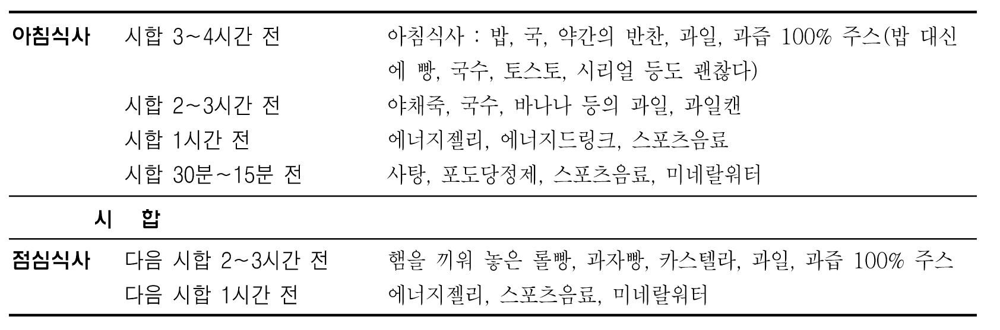 아침식사 시합 3~4시간 전 아침식사 : 밥, 국, 약간의 반찬, 과일, 과즙 100% 주스(밥 대신
에 빵, 국수, 토스토, 시리얼 등도 괜찮다)
시합 2~3시간 전 야채죽, 국수, 바나나 등의 과일, 과일캔
시합 1시간 전 에너지젤리, 에너지드링크, 스포츠음료
시합 30분~15분 전 사탕, 포도당정제, 스포츠음료, 미네랄워터
시 합
점심식사 다음 시합 2~3시간 전 햄을 끼워 놓은 롤빵, 과자빵, 카스텔라, 과일, 과즙 100% 주스
다음 시합 1시간 전 에너지젤리, 스포츠음료, 미네랄워터